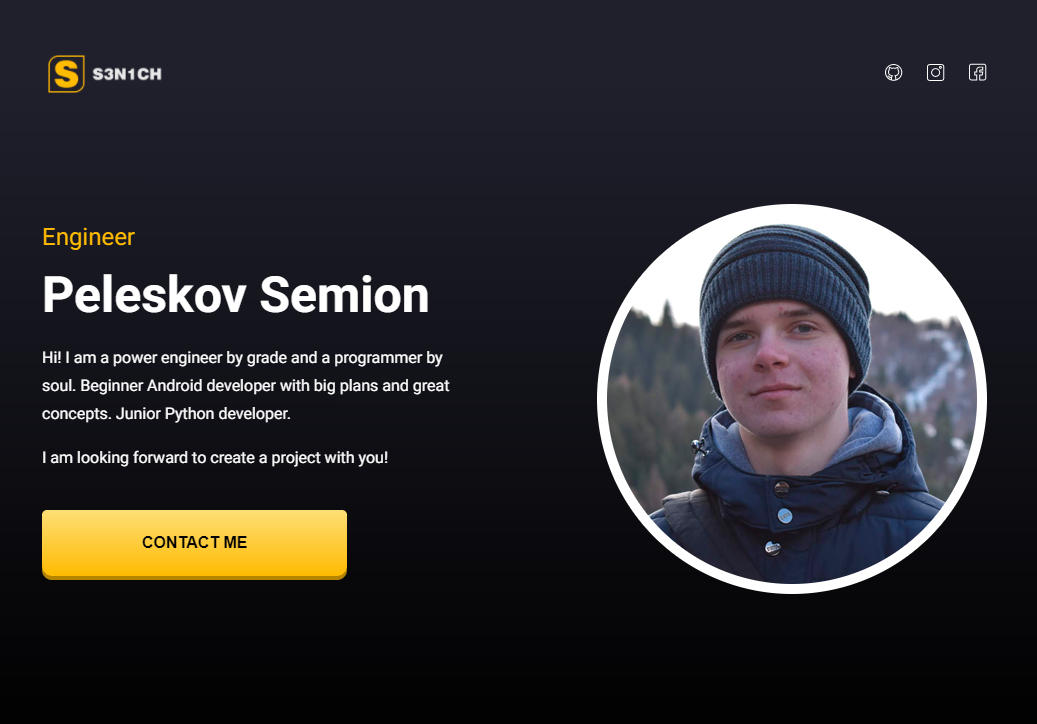 S S3N1CH
Engineer
Peleskov Semion
Hi! I am a power engineer by grade and a programmer by
soul. Beginner Android developer with big plans and great
concepts. Junior Python developer.
I am looking forward to create a project with you!
CONTACT ME